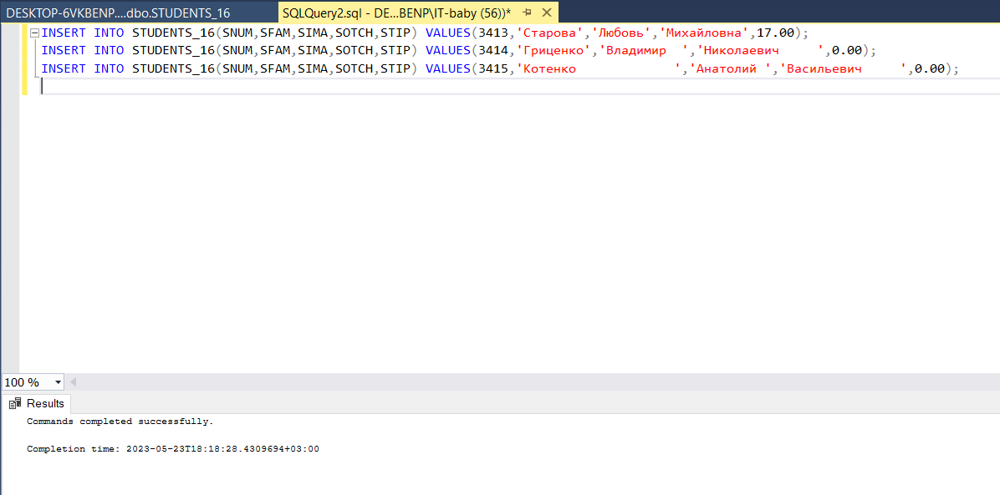 DESKTOP-6VKBENP....dbo.STUDENTS_16 SQLQuery2.sql - DE...BENP\IT-baby (56))*
INSERT INTO STUDENTS_16(SNUM,SFAM,SIMA,SOTCH,STIP) VALUES(3413,'Старова','Любовь','Михайловна',17.00);
INSERT INTO STUDENTS_16(SNUM,SFAM,SIMA,SOTCH,STIP) VALUES(3414,'Гриценко','Владимир  ','Николаевич     ',0.00);
INSERT INTO STUDENTS_16(SNUM,SFAM,SIMA,SOTCH,STIP) VALUES(3415,'Котенко             ','Анатолий ','Васильевич     ',0.00);
100 %
Results
Commands completed successfully.
Completion time: 2023-05-23T18:18:28.4309694+03:00